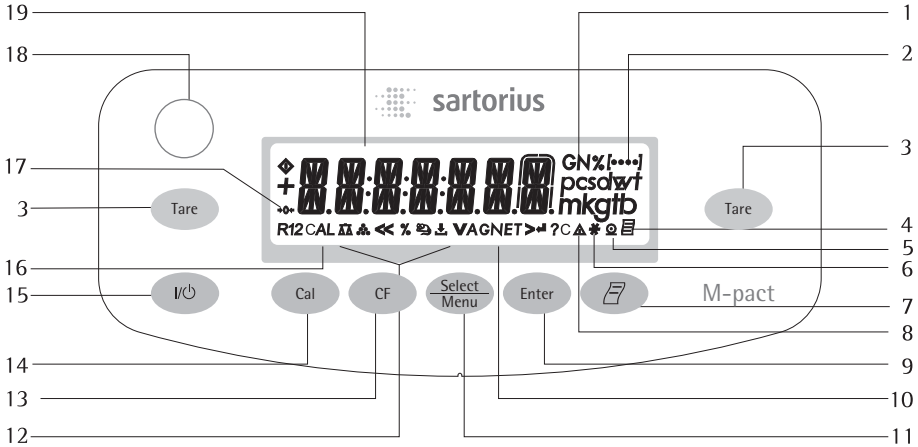 19
1
18
2
sartorius
17
GN%[····]
pcsdwt
mkgtb
3
Tare
Tare
3
R12CAL << % VAGNET > ?C
4
5
16
6
15
I/
Cal
CF
Select
Menu
Enter
M-pact
7
8
14
9
13
10
12
11